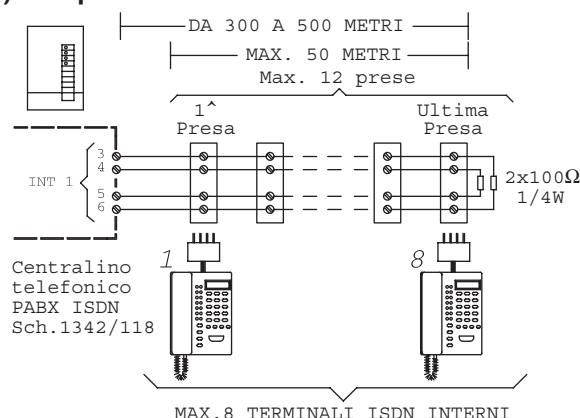 DA 300 A 500 METRI
MAX. 50 METRI
Max. 12 prese
1^
Presa
Ultima
Presa
INT 1
3
4
5
6
2x100Ω
1/4W
Centralino
telefonico
PABX ISDN
Sch.1342/118
1
8
MAX.8 TERMINALI ISDN INTERNI